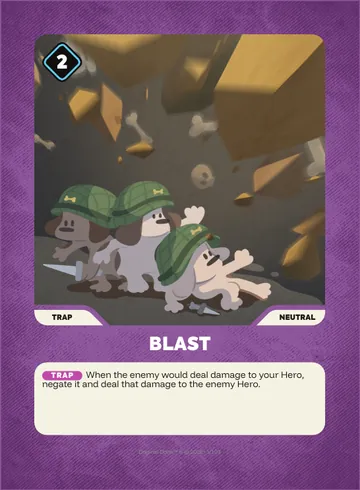 2
TRAP
NEUTRAL
BLAST
TRAP When the enemy would deal damage to your Hero,
negate it and deal that damage to the enemy Hero.